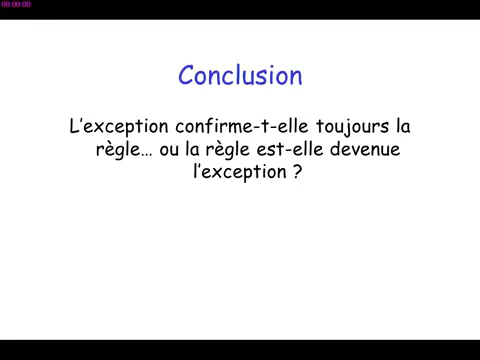 00:00:00
Conclusion
L’exception confirme-t-elle toujours la
règle… ou la règle est-elle devenue
l’exception ?